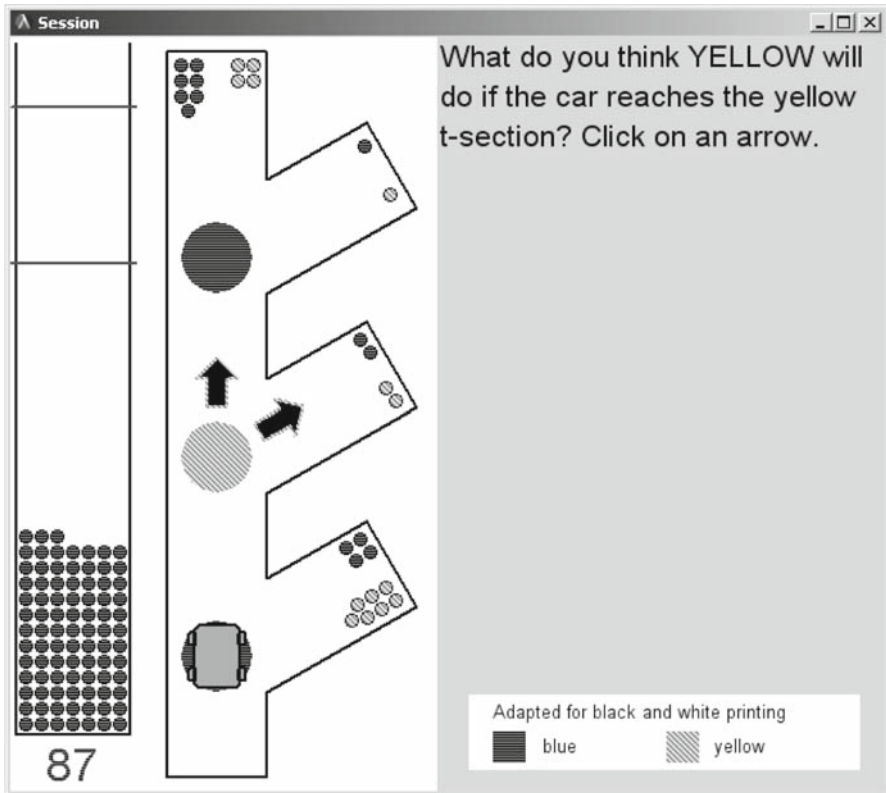 Session
What do you think YELLOW will
do if the car reaches the yellow
t-section? Click on an arrow.
87
Adapted for black and white printing
blue
yellow